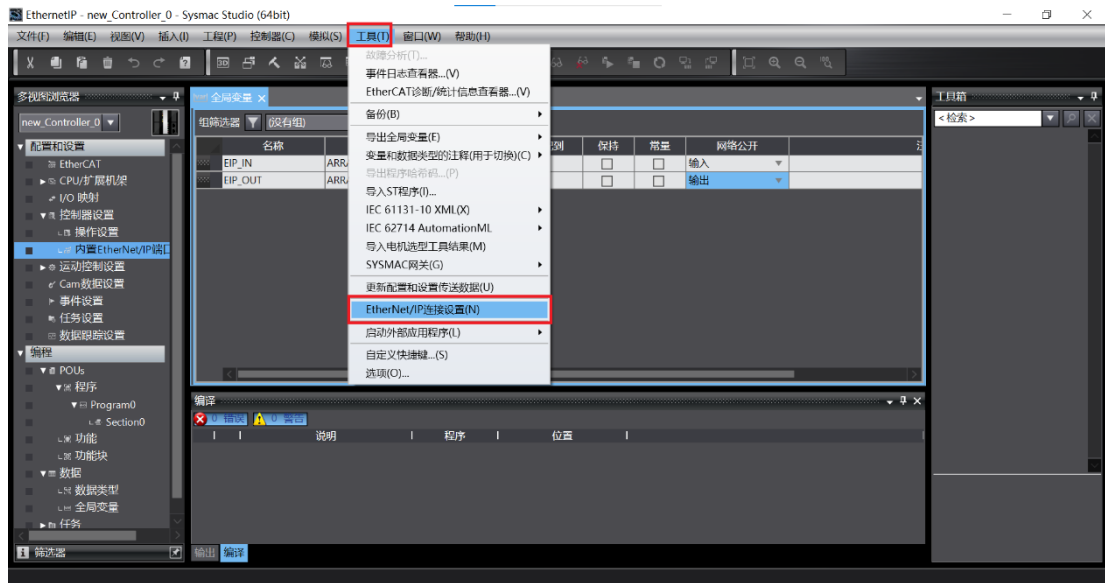 EthernetIP - new_Controller_0 - Sysmac Studio (64bit)
文件(F) 编辑(E) 视图(V) 插入(I) 工程(P) 控制器(C) 模拟(S) 工具(T) 窗口(W) 帮助(H)
多视图浏览器
new_Controller_0
配置和设置
EtherCAT
CPU/扩展机架
I/O 映射
控制器设置
操作设置
内置EtherNet/IP端口
运动控制设置
Cam数据设置
事件设置
任务设置
数据跟踪设置
编程
POUs
程序
Program0
Section0
功能
功能块
数据
数据类型
全局变量
任务
筛选器
全局变量
组筛选器 (没有组)
名称 保持 常量 网络公开
EIP_IN ARR 输入
EIP_OUT ARR 输出
故障分析(T)...
事件日志查看器...(V)
EtherCAT诊断/统计信息查看器...(V)
备份(B)
导出全局变量(E)
变量和数据类型的注释(用于切换)(C)
导出程序哈希码...(P)
导入ST程序(I)...
IEC 61131-10 XML(X)
IEC 62714 AutomationML
导入电机选型工具结果(M)
SYSMAC网关(G)
更新配置和设置传送数据(U)
EtherNet/IP连接设置(N)
启动外部应用程序(L)
自定义快捷键...(S)
选项(O)...
编译
0 错误 0 警告
说明 程序 位置
输出 编译
工具箱
<检索>